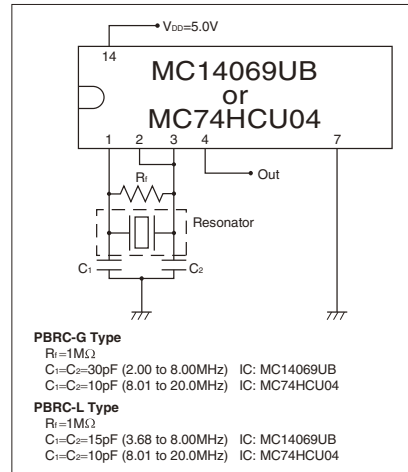 VDD=5.0V
14
MC14069UB
or
MC74HCU04
1 2 3 4 7
Rf
Out
Resonator
C1 C2
PBRC-G Type
Rf=1MΩ
C1=C2=30pF (2.00 to 8.00MHz) IC: MC14069UB
C1=C2=10pF (8.01 to 20.0MHz) IC: MC74HCU04
PBRC-L Type
Rf=1MΩ
C1=C2=15pF (3.68 to 8.00MHz) IC: MC14069UB
C1=C2=10pF (8.01 to 20.0MHz) IC: MC74HCU04